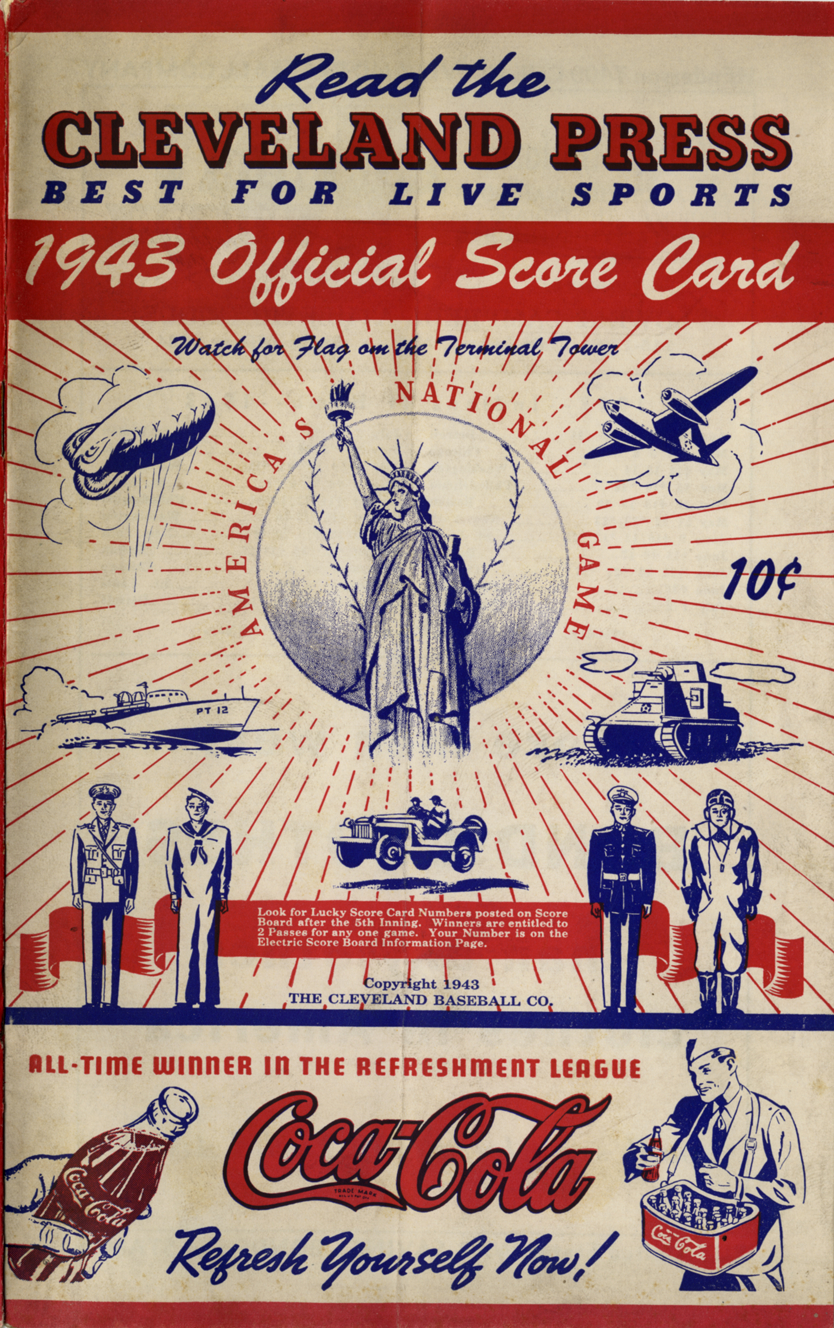 Read the
CLEVELAND PRESS
BEST FOR LIVE SPORTS
1943 Official Score Card
Watch for Flag on the Terminal Tower
AMERICA'S NATIONAL GAME
10¢
PT 12
Look for Lucky Score Card Numbers posted on Score
Board after the 5th Inning. Winners are entitled to
2 Passes for any one game. Your Number is on the
Electric Score Board Information Page.
Copyright 1943
THE CLEVELAND BASEBALL CO.
ALL-TIME WINNER IN THE REFRESHMENT LEAGUE
Coca-Cola
TRADE MARK
Coca-Cola
Coca-Cola
Refresh Yourself Now!